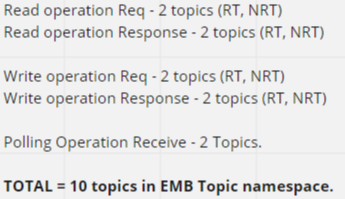 Read operation Req - 2 topics (RT, NRT)
Read operation Response - 2 topics (RT, NRT)
Write operation Req - 2 topics (RT, NRT)
Write operation Response - 2 topics (RT, NRT)
Polling Operation Receive - 2 Topics.
TOTAL = 10 topics in EMB Topic namespace.